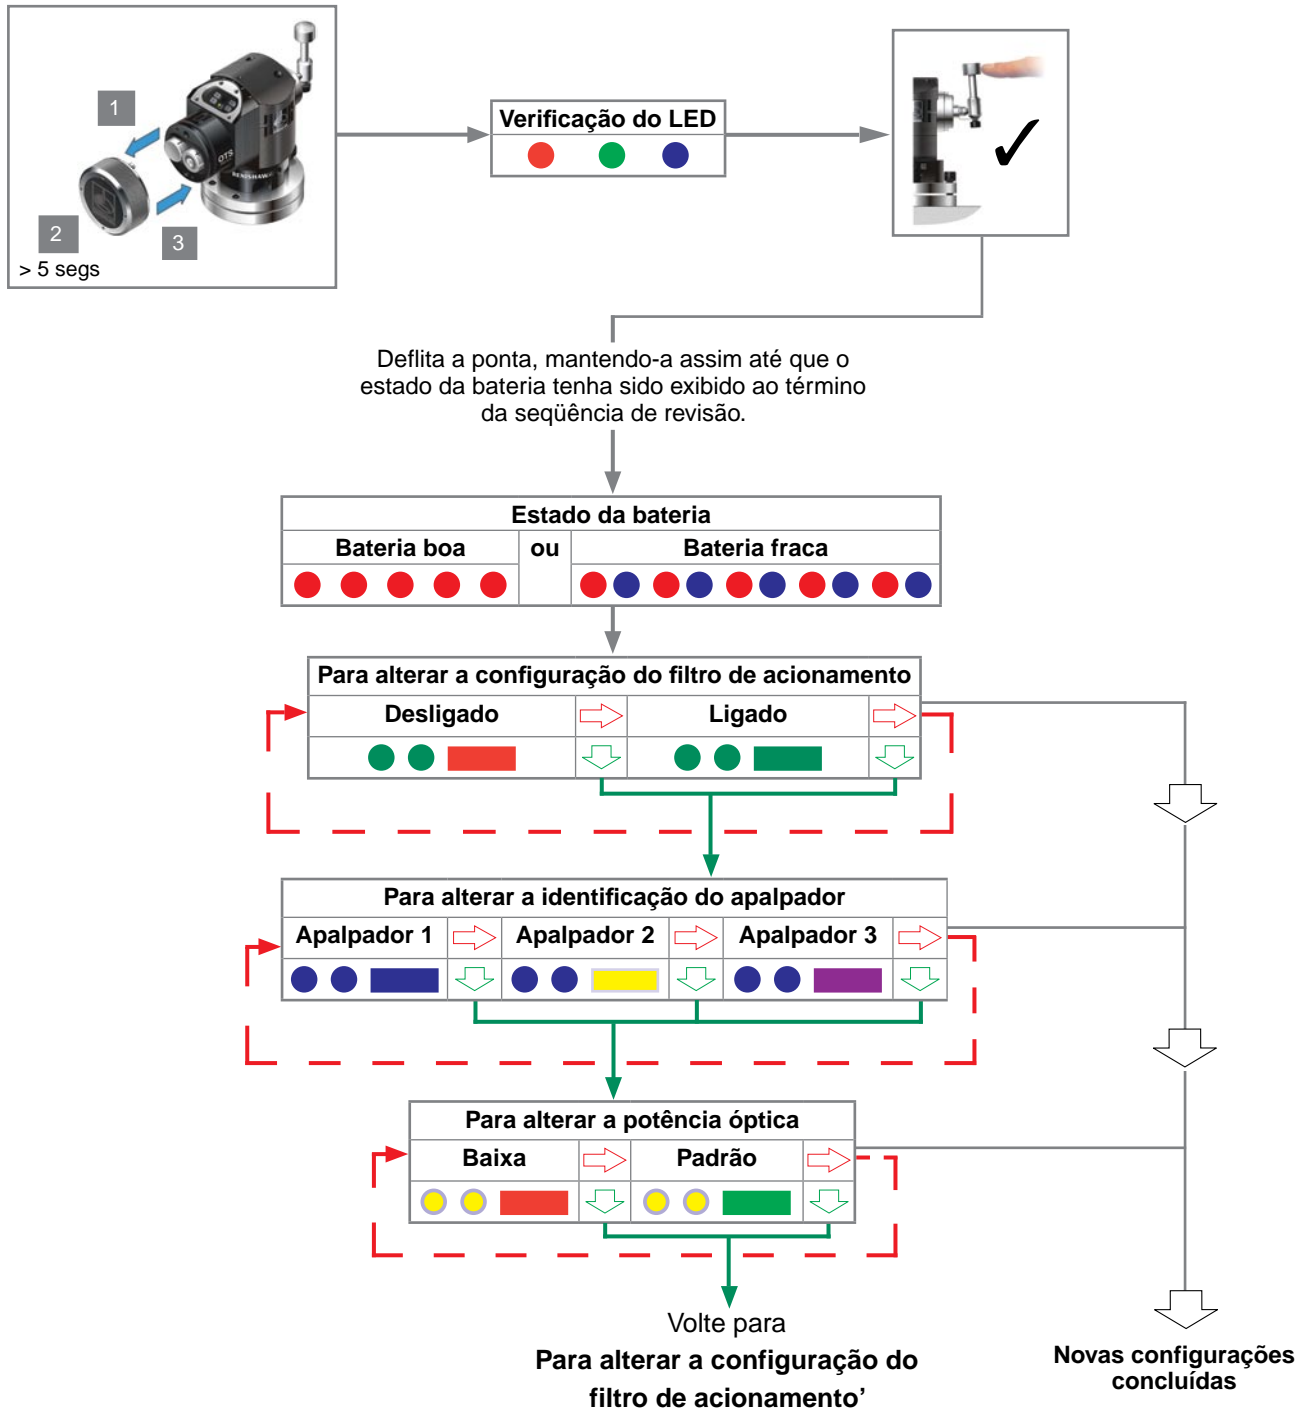 1
2
3
> 5 segs
OTS
RENISHAW
Verificação do LED
Deflita a ponta, mantendo-a assim até que o
estado da bateria tenha sido exibido ao término
da seqüência de revisão.
Estado da bateria
Bateria boa
ou
Bateria fraca
Para alterar a configuração do filtro de acionamento
Desligado
Ligado
Para alterar a identificação do apalpador
Apalpador 1
Apalpador 2
Apalpador 3
Para alterar a potência óptica
Baixa
Padrão
Volte para
Para alterar a configuração do
filtro de acionamento’
Novas configurações
concluídas